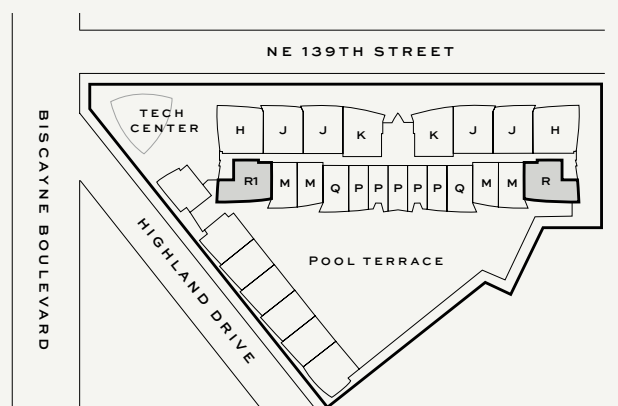 NE 139TH STREET
BISCAYNE BOULEVARD
TECH
CENTER
H J J K K J J H
R1 M M Q P P P P P Q M M R
HIGHLAND DRIVE
POOL TERRACE